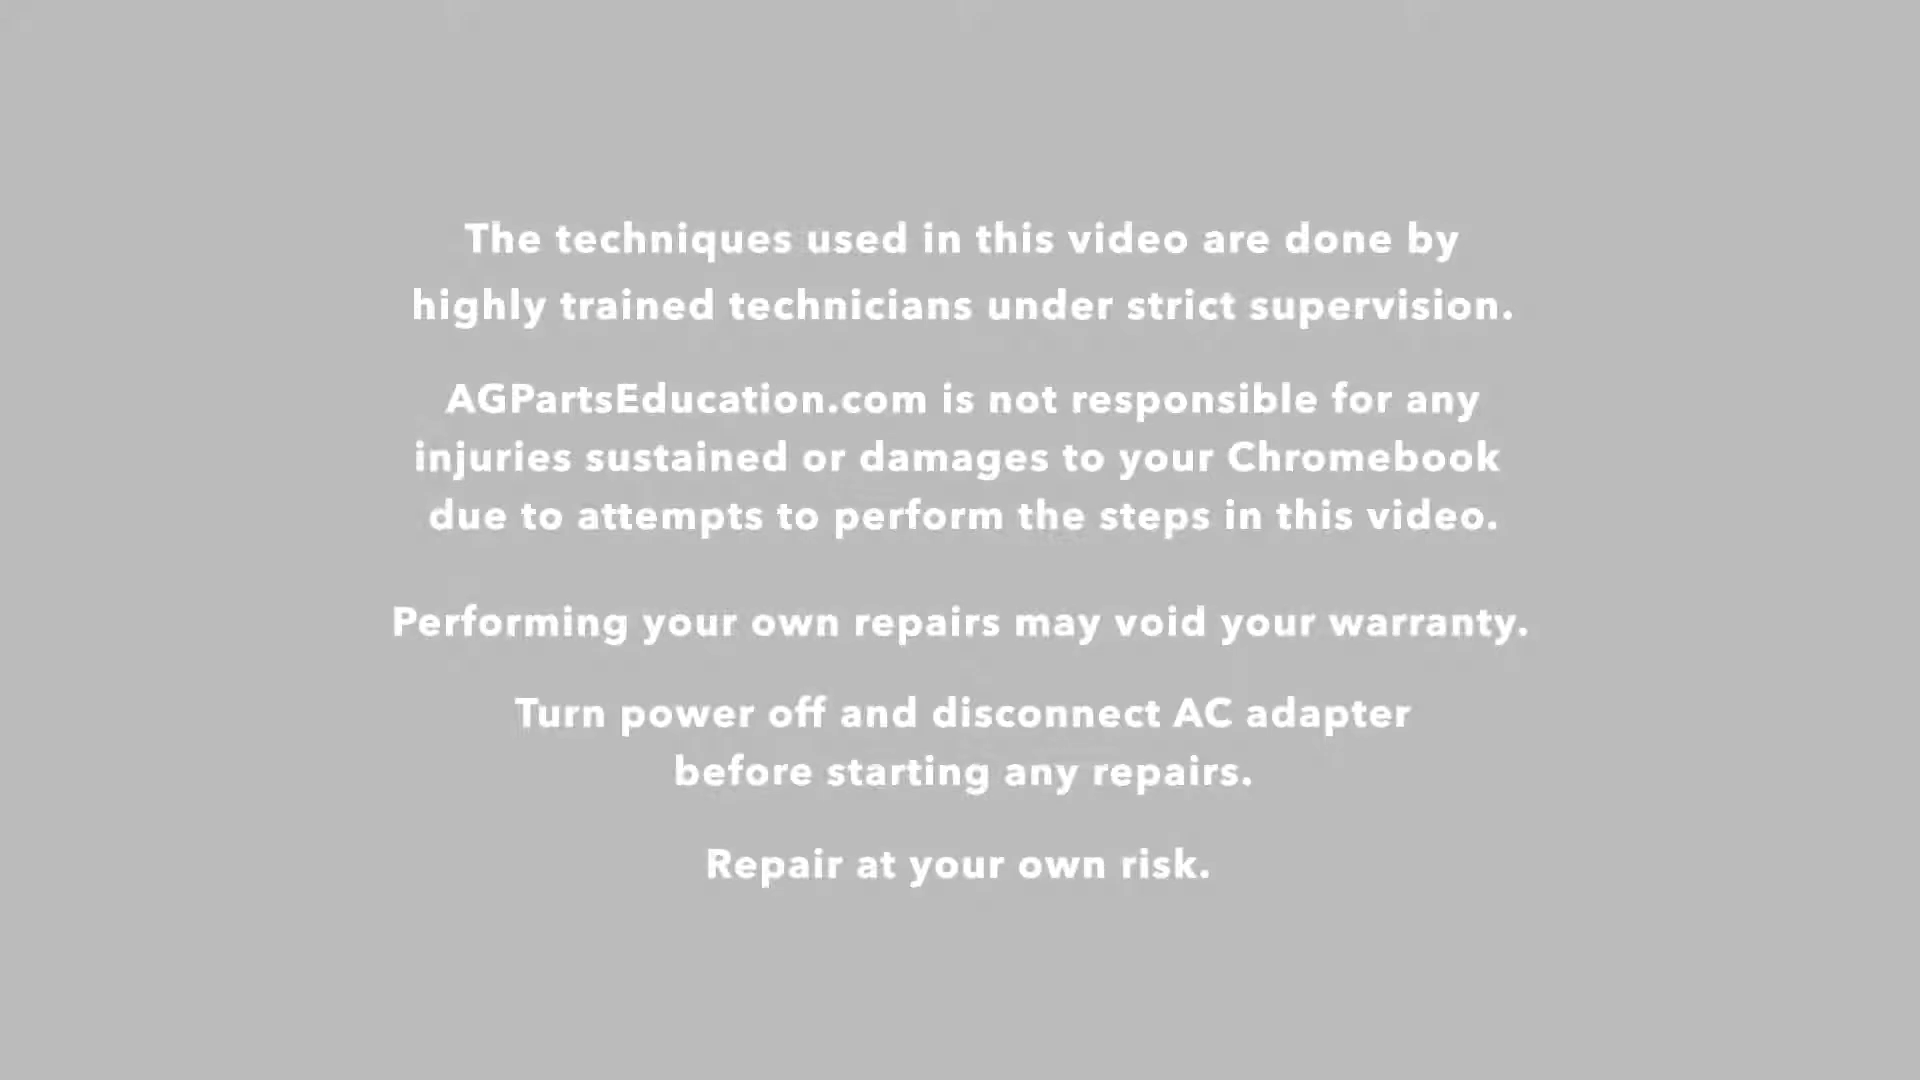 The techniques used in this video are done by
highly trained technicians under strict supervision.
AGPartsEducation.com is not responsible for any
injuries sustained or damages to your Chromebook
due to attempts to perform the steps in this video.
Performing your own repairs may void your warranty.
Turn power off and disconnect AC adapter
before starting any repairs.
Repair at your own risk.